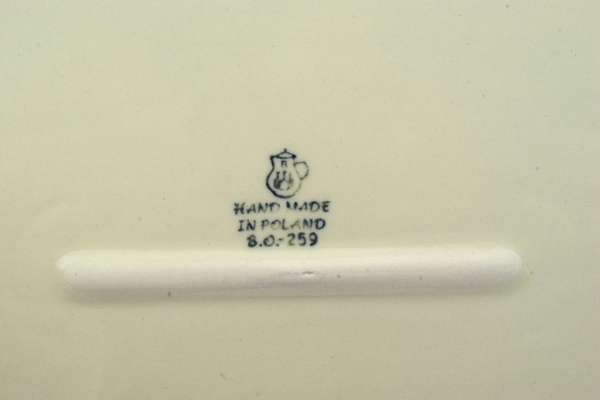 B
HAND MADE
IN POLAND
B.O.-259